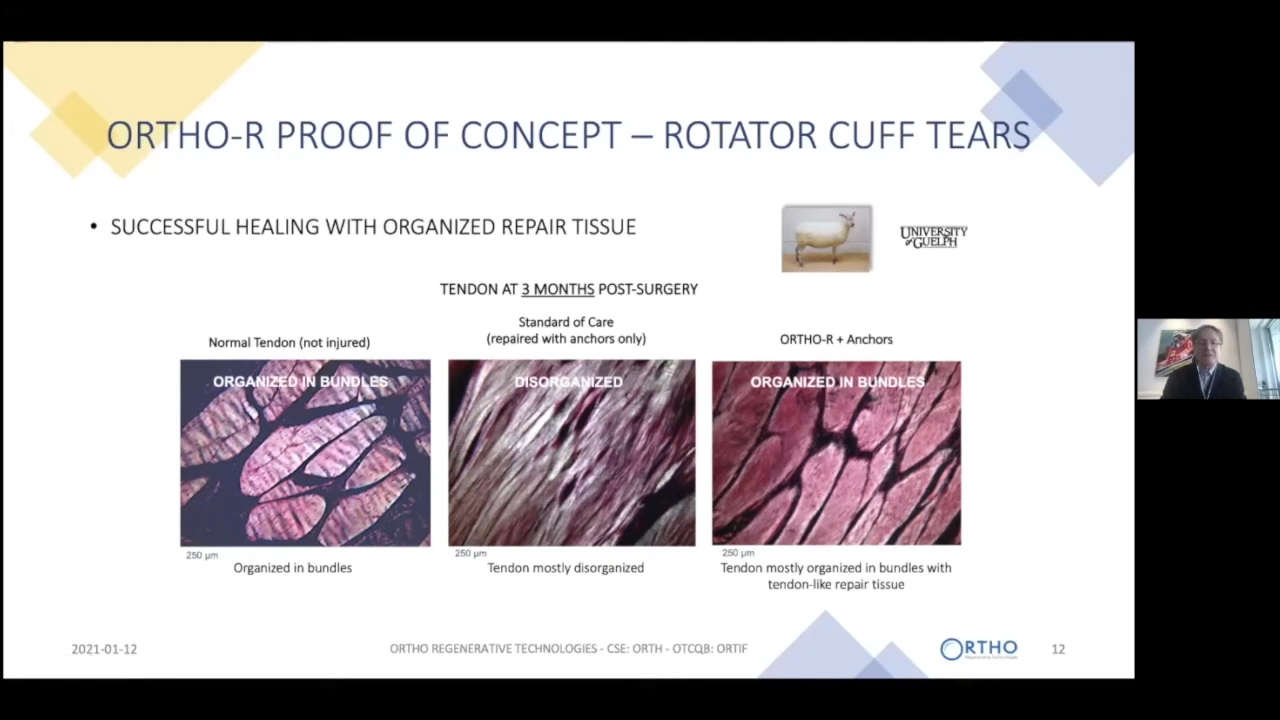 ORTHO-R PROOF OF CONCEPT – ROTATOR CUFF TEARS
• SUCCESSFUL HEALING WITH ORGANIZED REPAIR TISSUE
UNIVERSITY
of GUELPH
TENDON AT 3 MONTHS POST-SURGERY
Normal Tendon (not injured)
Standard of Care
(repaired with anchors only)
ORTHO-R + Anchors
ORGANIZED IN BUNDLES
DISORGANIZED
ORGANIZED IN BUNDLES
250 µm
250 µm
250 µm
Organized in bundles
Tendon mostly disorganized
Tendon mostly organized in bundles with
tendon-like repair tissue
2021-01-12
ORTHO REGENERATIVE TECHNOLOGIES - CSE: ORTH - OTCQB: ORTIF
ORTHO
12